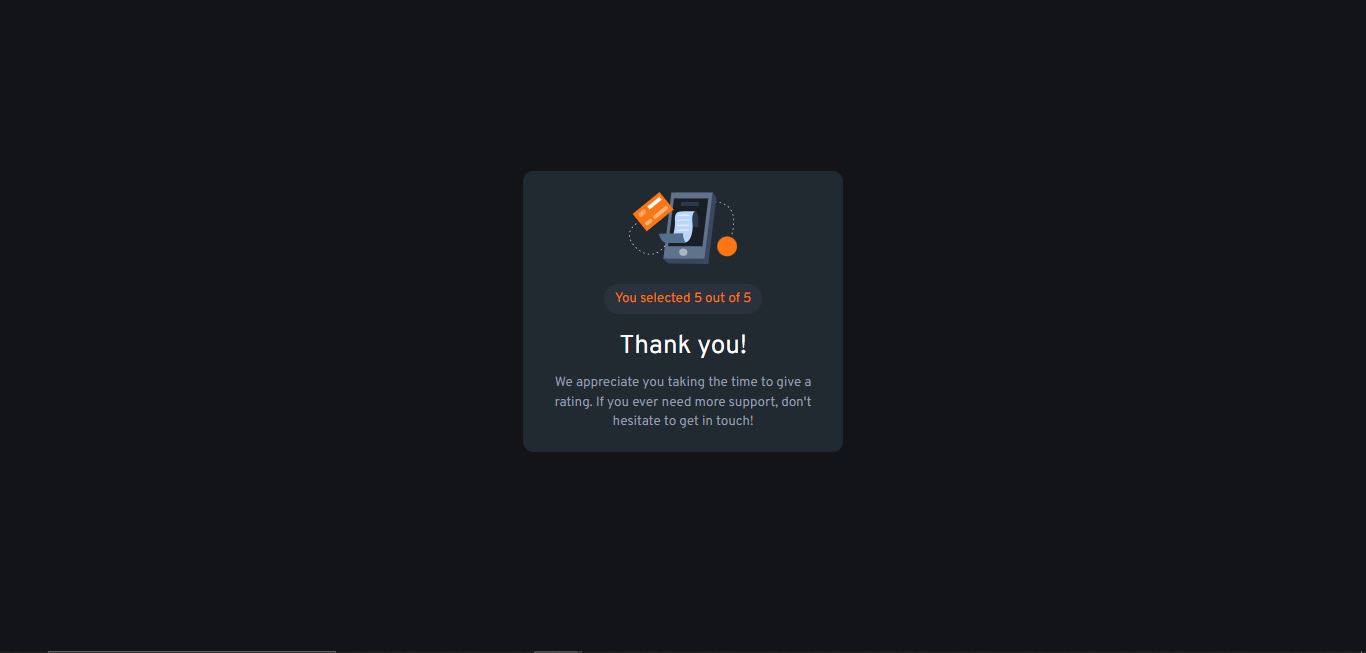 You selected 5 out of 5
Thank you!
We appreciate you taking the time to give a
rating. If you ever need more support, don't
hesitate to get in touch!